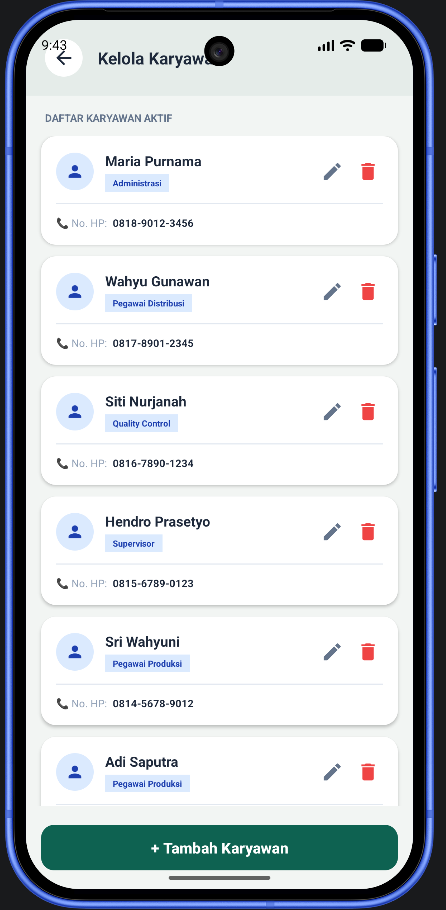 9:43
Kelola Karyawa
DAFTAR KARYAWAN AKTIF
Maria Purnama
Administrasi
No. HP: 0818-9012-3456
Wahyu Gunawan
Pegawai Distribusi
No. HP: 0817-8901-2345
Siti Nurjanah
Quality Control
No. HP: 0816-7890-1234
Hendro Prasetyo
Supervisor
No. HP: 0815-6789-0123
Sri Wahyuni
Pegawai Produksi
No. HP: 0814-5678-9012
Adi Saputra
Pegawai Produksi
+ Tambah Karyawan